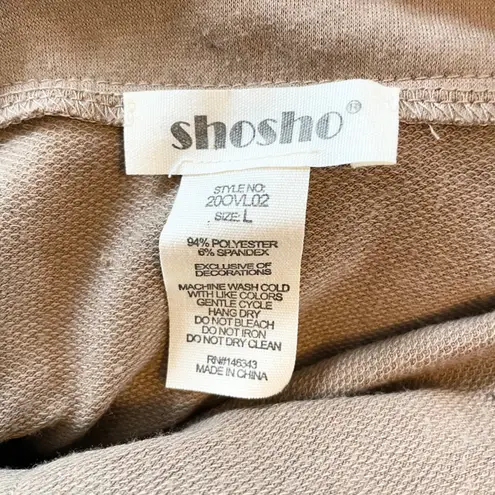 shosho®
STYLE NO:
20OVL02
SIZE: L
94% POLYESTER
6% SPANDEX
EXCLUSIVE OF
DECORATIONS
MACHINE WASH COLD
WITH LIKE COLORS
GENTLE CYCLE
HANG DRY
DO NOT BLEACH
DO NOT IRON
DO NOT DRY CLEAN
RN#146343
MADE IN CHINA